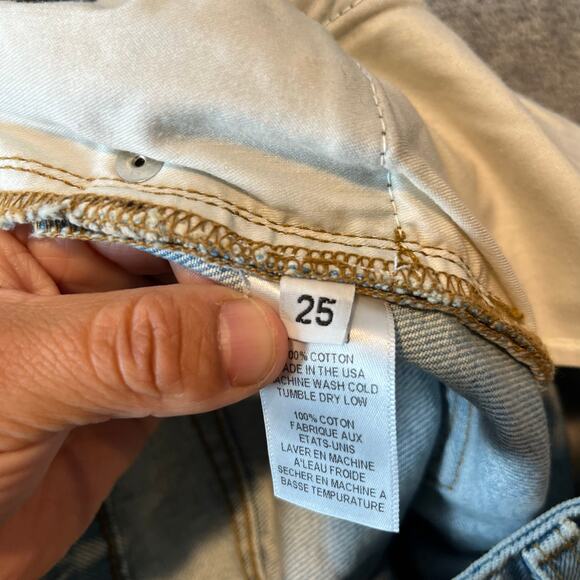 25
00% COTTON
ADE IN THE USA
ACHINE WASH COLD
TUMBLE DRY LOW
100% COTON
FABRIQUE AUX
ETATS-UNIS
LAVER EN MACHINE
À L'EAU FROIDE
SECHER EN MACHINE A
BASSE TEMPURATURE